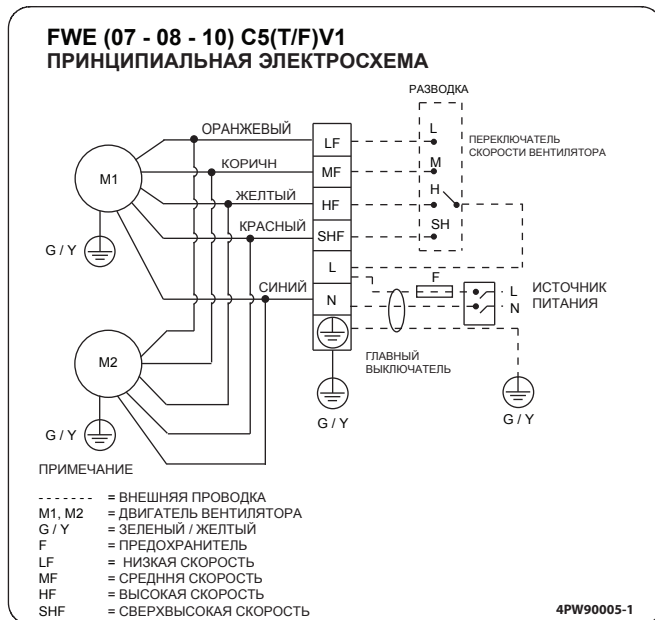 FWE (07 - 08 - 10) C5(T/F)V1
ПРИНЦИПИАЛЬНАЯ ЭЛЕКТРОСХЕМА
РАЗВОДКА
ОРАНЖЕВЫЙ
LF
L
ПЕРЕКЛЮЧАТЕЛЬ
СКОРОСТИ ВЕНТИЛЯТОРА
КОРИЧН
MF
M
M1
ЖЕЛТЫЙ
HF
H
КРАСНЫЙ
SHF
SH
G / Y
L
F
СИНИЙ
N
L
N
ИСТОЧНИК
ПИТАНИЯ
ГЛАВНЫЙ
ВЫКЛЮЧАТЕЛЬ
M2
G / Y
G / Y
G / Y
ПРИМЕЧАНИЕ
- - - - - - - = ВНЕШНЯЯ ПРОВОДКА
M1, M2 = ДВИГАТЕЛЬ ВЕНТИЛЯТОРА
G / Y = ЗЕЛЕНЫЙ / ЖЕЛТЫЙ
F = ПРЕДОХРАНИТЕЛЬ
LF = НИЗКАЯ СКОРОСТЬ
MF = СРЕДННЯ СКОРОСТЬ
HF = ВЫСОКАЯ СКОРОСТЬ
SHF = СВЕРХВЫСОКАЯ СКОРОСТЬ
4PW90005-1